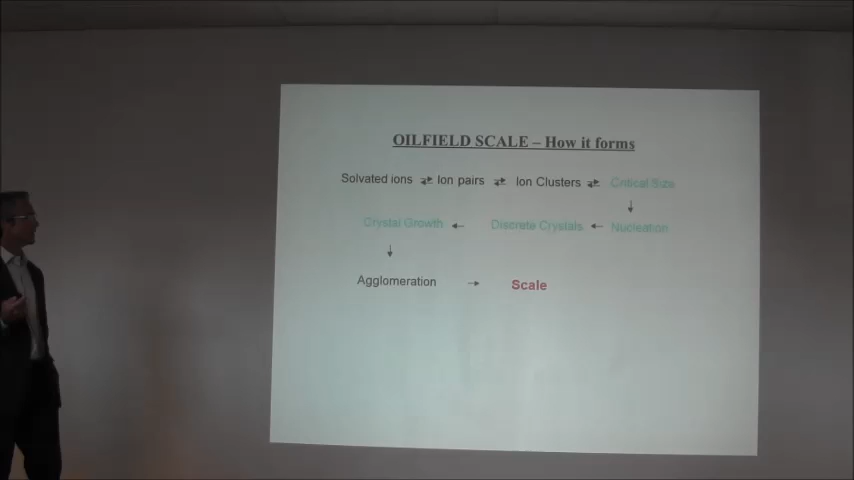 OILFIELD SCALE – How it forms
Solvated ions ⇄ Ion pairs ⇄ Ion Clusters ⇄ Critical Size
↓
Crystal Growth ← Discrete Crystals ← Nucleation
↓
Agglomeration → Scale